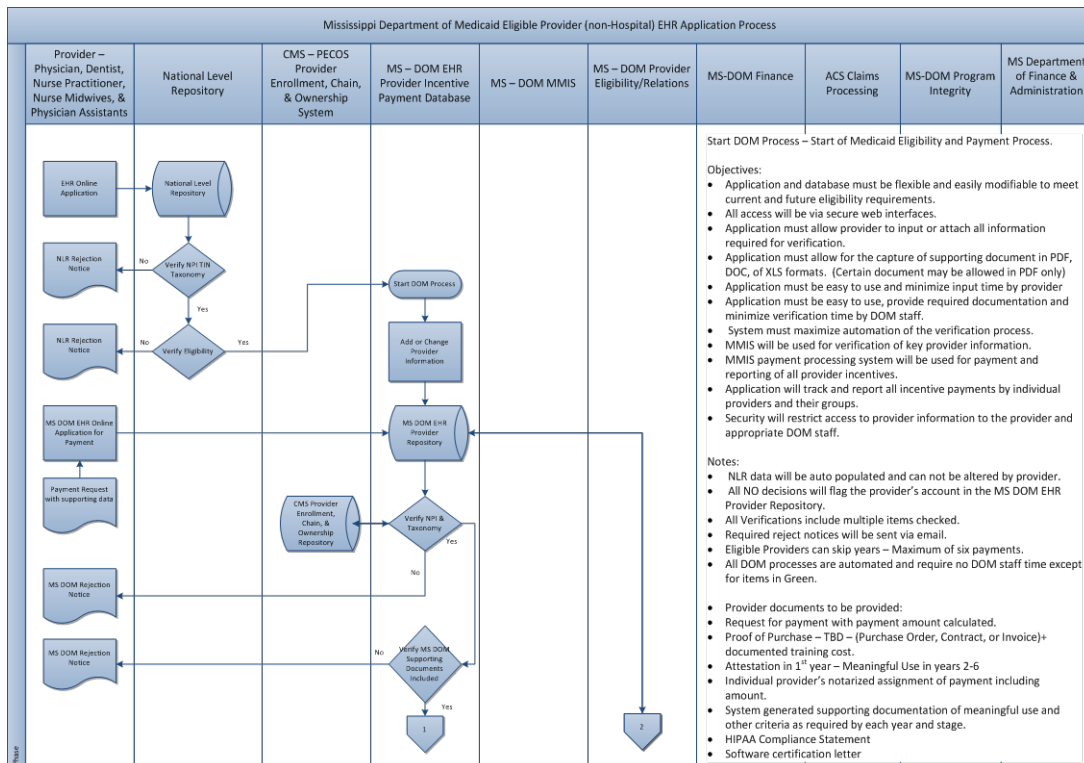 Mississippi Department of Medicaid Eligible Provider (non-Hospital) EHR Application Process
Provider –
Physician, Dentist,
Nurse Practitioner,
Nurse Midwives, &
Physician Assistants
National Level
Repository
CMS – PECOS
Provider
Enrollment, Chain,
& Ownership
System
MS – DOM EHR
Provider Incentive
Payment Database
MS – DOM MMIS
MS – DOM Provider
Eligibility/Relations
MS-DOM Finance
ACS Claims
Processing
MS-DOM Program
Integrity
MS Department
of Finance &
Administration
EHR Online
Application
National Level
Repository
NLR Rejection
Notice
No
Verify NPI TIN
Taxonomy
Yes
Start DOM Process
NLR Rejection
Notice
No
Verify Eligibility
Yes
Add or Change
Provider
Information
MS DOM EHR Online
Application for
Payment
MS DOM EHR
Provider
Repository
Payment Request
with supporting data
CMS Provider
Enrollment,
Chain, &
Ownership
Repository
Verify NPI &
Taxonomy
Yes
No
MS DOM Rejection
Notice
MS DOM Rejection
Notice
No
Verify MS DOM
Supporting
Documents
Included
Yes
1
2
Phase
Start DOM Process – Start of Medicaid Eligibility and Payment Process.
Objectives:
• Application and database must be flexible and easily modifiable to meet
current and future eligibility requirements.
• All access will be via secure web interfaces.
• Application must allow provider to input or attach all information
required for verification.
• Application must allow for the capture of supporting document in PDF,
DOC, of XLS formats. (Certain document may be allowed in PDF only)
• Application must be easy to use and minimize input time by provider
• Application must be easy to use, provide required documentation and
minimize verification time by DOM staff.
• System must maximize automation of the verification process.
• MMIS will be used for verification of key provider information.
• MMIS payment processing system will be used for payment and
reporting of all provider incentives.
• Application will track and report all incentive payments by individual
providers and their groups.
• Security will restrict access to provider information to the provider and
appropriate DOM staff.
Notes:
• NLR data will be auto populated and can not be altered by provider.
• All NO decisions will flag the provider's account in the MS DOM EHR
Provider Repository.
• All Verifications include multiple items checked.
• Required reject notices will be sent via email.
• Eligible Providers can skip years – Maximum of six payments.
• All DOM processes are automated and require no DOM staff time except
for items in Green.
• Provider documents to be provided:
• Request for payment with payment amount calculated.
• Proof of Purchase – TBD – (Purchase Order, Contract, or Invoice)+
documented training cost.
• Attestation in 1st year – Meaningful Use in years 2-6
• Individual provider's notarized assignment of payment including
amount.
• System generated supporting documentation of meaningful use and
other criteria as required by each year and stage.
• HIPAA Compliance Statement
• Software certification letter